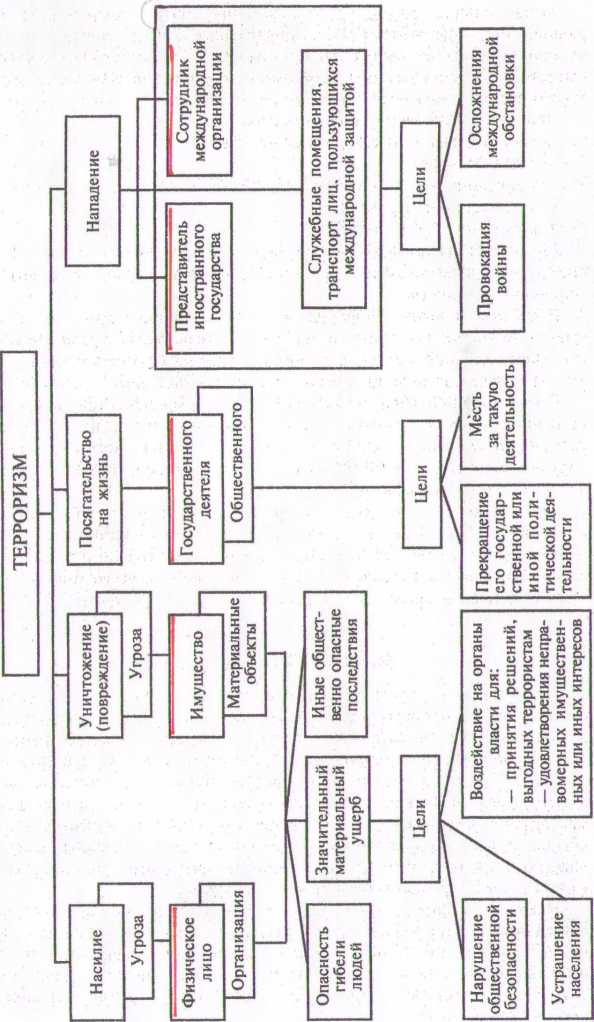 ТЕРРОРИЗМ
Насилие
Угроза
Уничтожение
(повреждение)
Угроза
Посягательство
на жизнь
Нападение
Физическое
лицо
Организация
Имущество
Материальные
объекты
Государственного
деятеля
Общественного
Представитель
иностранного
государства
Сотрудник
международной
организации
Служебные помещения,
транспорт лиц, пользующихся
международной защитой
Опасность
гибели
людей
Значительный
материальный
ущерб
Иные общест-
венно опасные
последствия
Цели
Цели
Цели
Нарушение
общественной
безопасности
Устрашение
населения
Воздействие на органы
власти для:
— принятия решений,
выгодных террористам
— удовлетворения непра-
вомерных имуществен-
ных или иных интересов
Прекращение
его государ-
ственной или
иной поли-
тической дея-
тельности
Месть
за такую
деятельность
Провокация
войны
Осложнения
международной
обстановки